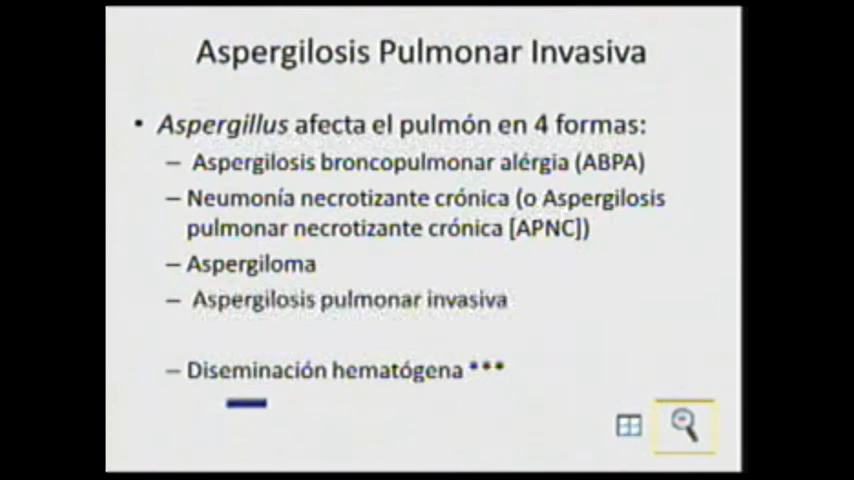 Aspergilosis Pulmonar Invasiva
• Aspergillus afecta el pulmón en 4 formas:
– Aspergilosis broncopulmonar alérgia (ABPA)
– Neumonía necrotizante crónica (o Aspergilosis
pulmonar necrotizante crónica [APNC])
– Aspergiloma
– Aspergilosis pulmonar invasiva
– Diseminación hematógena ***